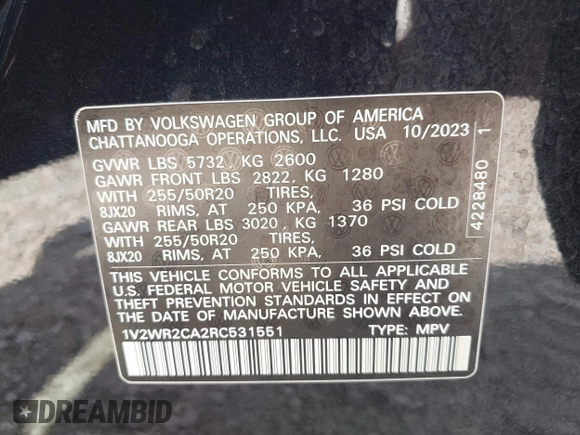 MFD BY VOLKSWAGEN GROUP OF AMERICA
CHATTANOOGA OPERATIONS, LLC. USA 10/2023
GVWR LBS 5732, KG 2600
GAWR FRONT LBS 2822, KG 1280
WITH 255/50R20 TIRES,
8JX20 RIMS, AT 250 KPA, 36 PSI COLD
GAWR REAR LBS 3020, KG 1370
WITH 255/50R20 TIRES,
8JX20 RIMS, AT 250 KPA, 36 PSI COLD
THIS VEHICLE CONFORMS TO ALL APPLICABLE
U.S. FEDERAL MOTOR VEHICLE SAFETY AND
THEFT PREVENTION STANDARDS IN EFFECT ON
THE DATE OF MANUFACTURE SHOWN ABOVE.
1V2WR2CA2RC531551 TYPE: MPV
4228480 1
DREAMBID